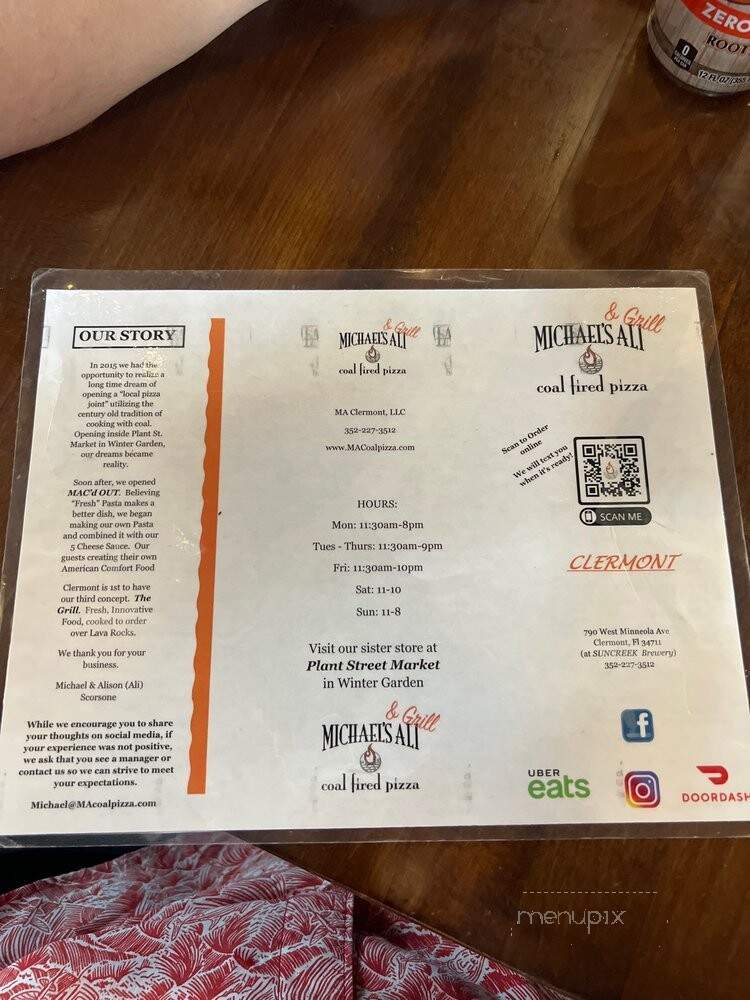 ZERO
ROOT
0
12 FL OZ (355
OUR STORY
In 2015 we had the
opportunity to realize a
long time dream of
opening a "local pizza
joint" utilizing the
century old tradition of
cooking with coal.
Opening inside Plant St.
Market in Winter Garden,
our dreams became
reality.
Soon after, we opened
MAC'd OUT. Believing
"Fresh" Pasta makes a
better dish, we began
making our own Pasta
and combined it with our
5 Cheese Sauce. Our
guests creating their own
American Comfort Food
Clermont is 1st to have
our third concept. The
Grill. Fresh, Innovative
Food, cooked to order
over Lava Rocks.
We thank you for your
business.
Michael & Alison (Ali)
Scorsone
While we encourage you to share
your thoughts on social media, if
your experience was not positive,
we ask that you see a manager or
contact us so we can strive to meet
your expectations.
Michael@MAcoalpizza.com
& Grill
MICHAEL'S ALI
coal fired pizza
MA Clermont, LLC
352-227-3512
www.MACoalpizza.com
HOURS:
Mon: 11:30am-8pm
Tues - Thurs: 11:30am-9pm
Fri: 11:30am-10pm
Sat: 11-10
Sun: 11-8
Visit our sister store at
Plant Street Market
in Winter Garden
& Grill
MICHAEL'S ALI
coal fired pizza
& Grill
MICHAEL'S ALI
coal fired pizza
Scan to Order
online
We will text you
when it's ready!
SCAN ME
CLERMONT
790 West Minneola Ave
Clermont, Fl 34711
(at SUNCREEK Brewery)
352-227-3512
f
UBER
eats
DOORDASH
menupix